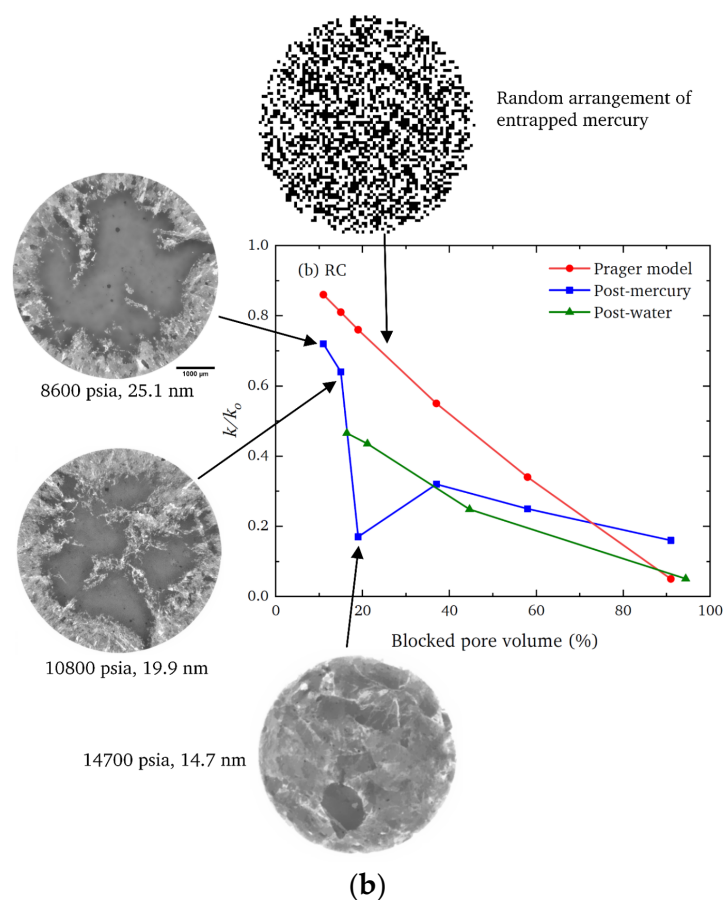 Random arrangement of
entrapped mercury
1000 µm
8600 psia, 25.1 nm
10800 psia, 19.9 nm
14700 psia, 14.7 nm
(b) RC
Prager model
Post-mercury
Post-water
k/kₒ
1.0
0.8
0.6
0.4
0.2
0.0
0 20 40 60 80 100
Blocked pore volume (%)
(b)